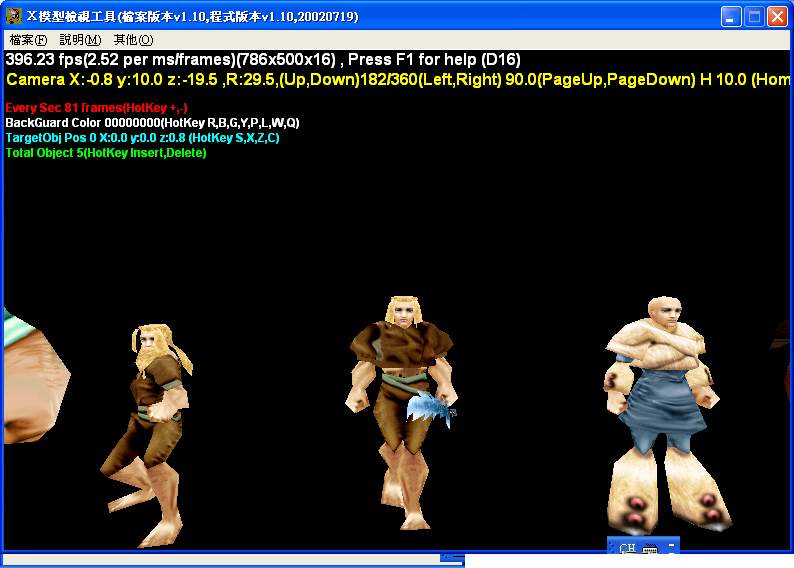 X模型檢視工具(檔案版本v1.10,程式版本v1.10,20020719)
檔案(F) 說明(M) 其他(O)
396.23 fps(2.52 per ms/frames)(786x500x16) , Press F1 for help (D16)
Camera X:-0.8 y:10.0 z:-19.5 ,R:29.5,(Up,Down)182/360(Left,Right) 90.0(PageUp,PageDown) H 10.0 (Hom
Every Sec 81 frames(HotKey +,-)
BackGuard Color 00000000(HotKey R,B,G,Y,P,L,W,Q)
TargetObj Pos 0 X:0.0 y:0.0 z:0.8 (HotKey S,X,Z,C)
Total Object 5(HotKey Insert,Delete)
CH